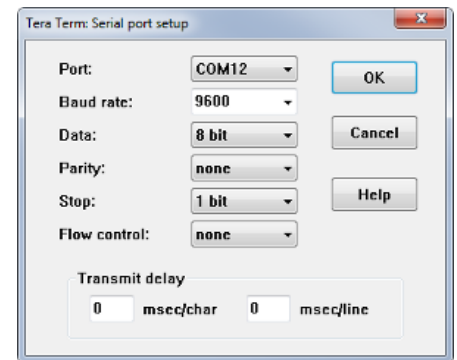 Tera Term: Serial port setup
Port: COM12 OK
Baud rate: 9600
Data: 8 bit Cancel
Parity: none
Stop: 1 bit Help
Flow control: none
Transmit delay
0 msec/char 0 msec/line